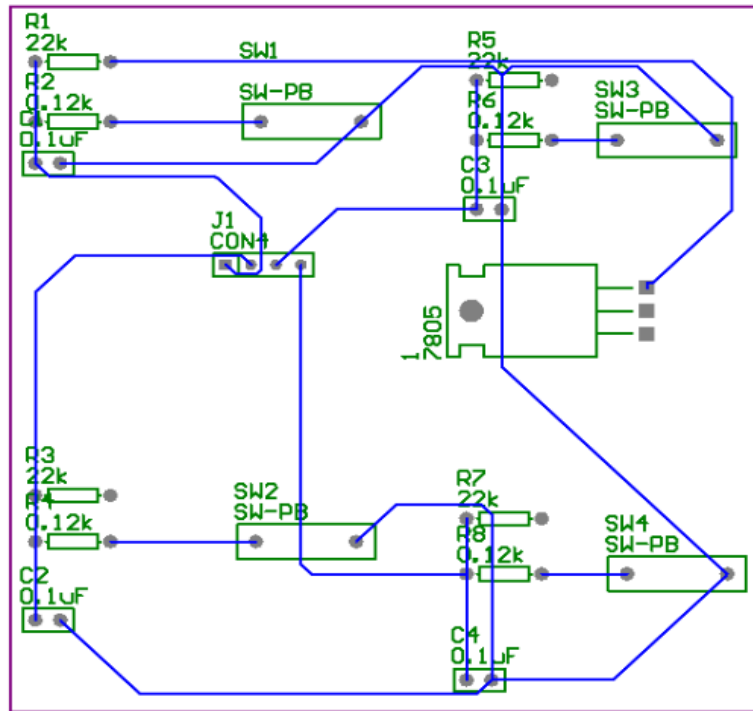 R1
22k
R2
0.12k
C1
0.1uF
SW1
SW-PB
R5
22k
R6
0.12k
SW3
SW-PB
C3
0.1uF
J1
CON4
1
7805
R3
22k
R4
0.12k
C2
0.1uF
SW2
SW-PB
R7
22k
R8
0.12k
SW4
SW-PB
C4
0.1uF